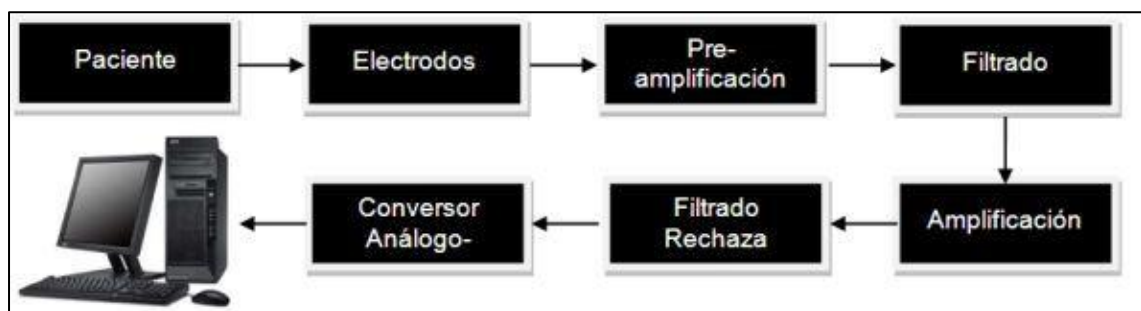 Paciente
Electrodos
Pre-
amplificación
Filtrado
Amplificación
Filtrado
Rechaza
Conversor
Análogo-